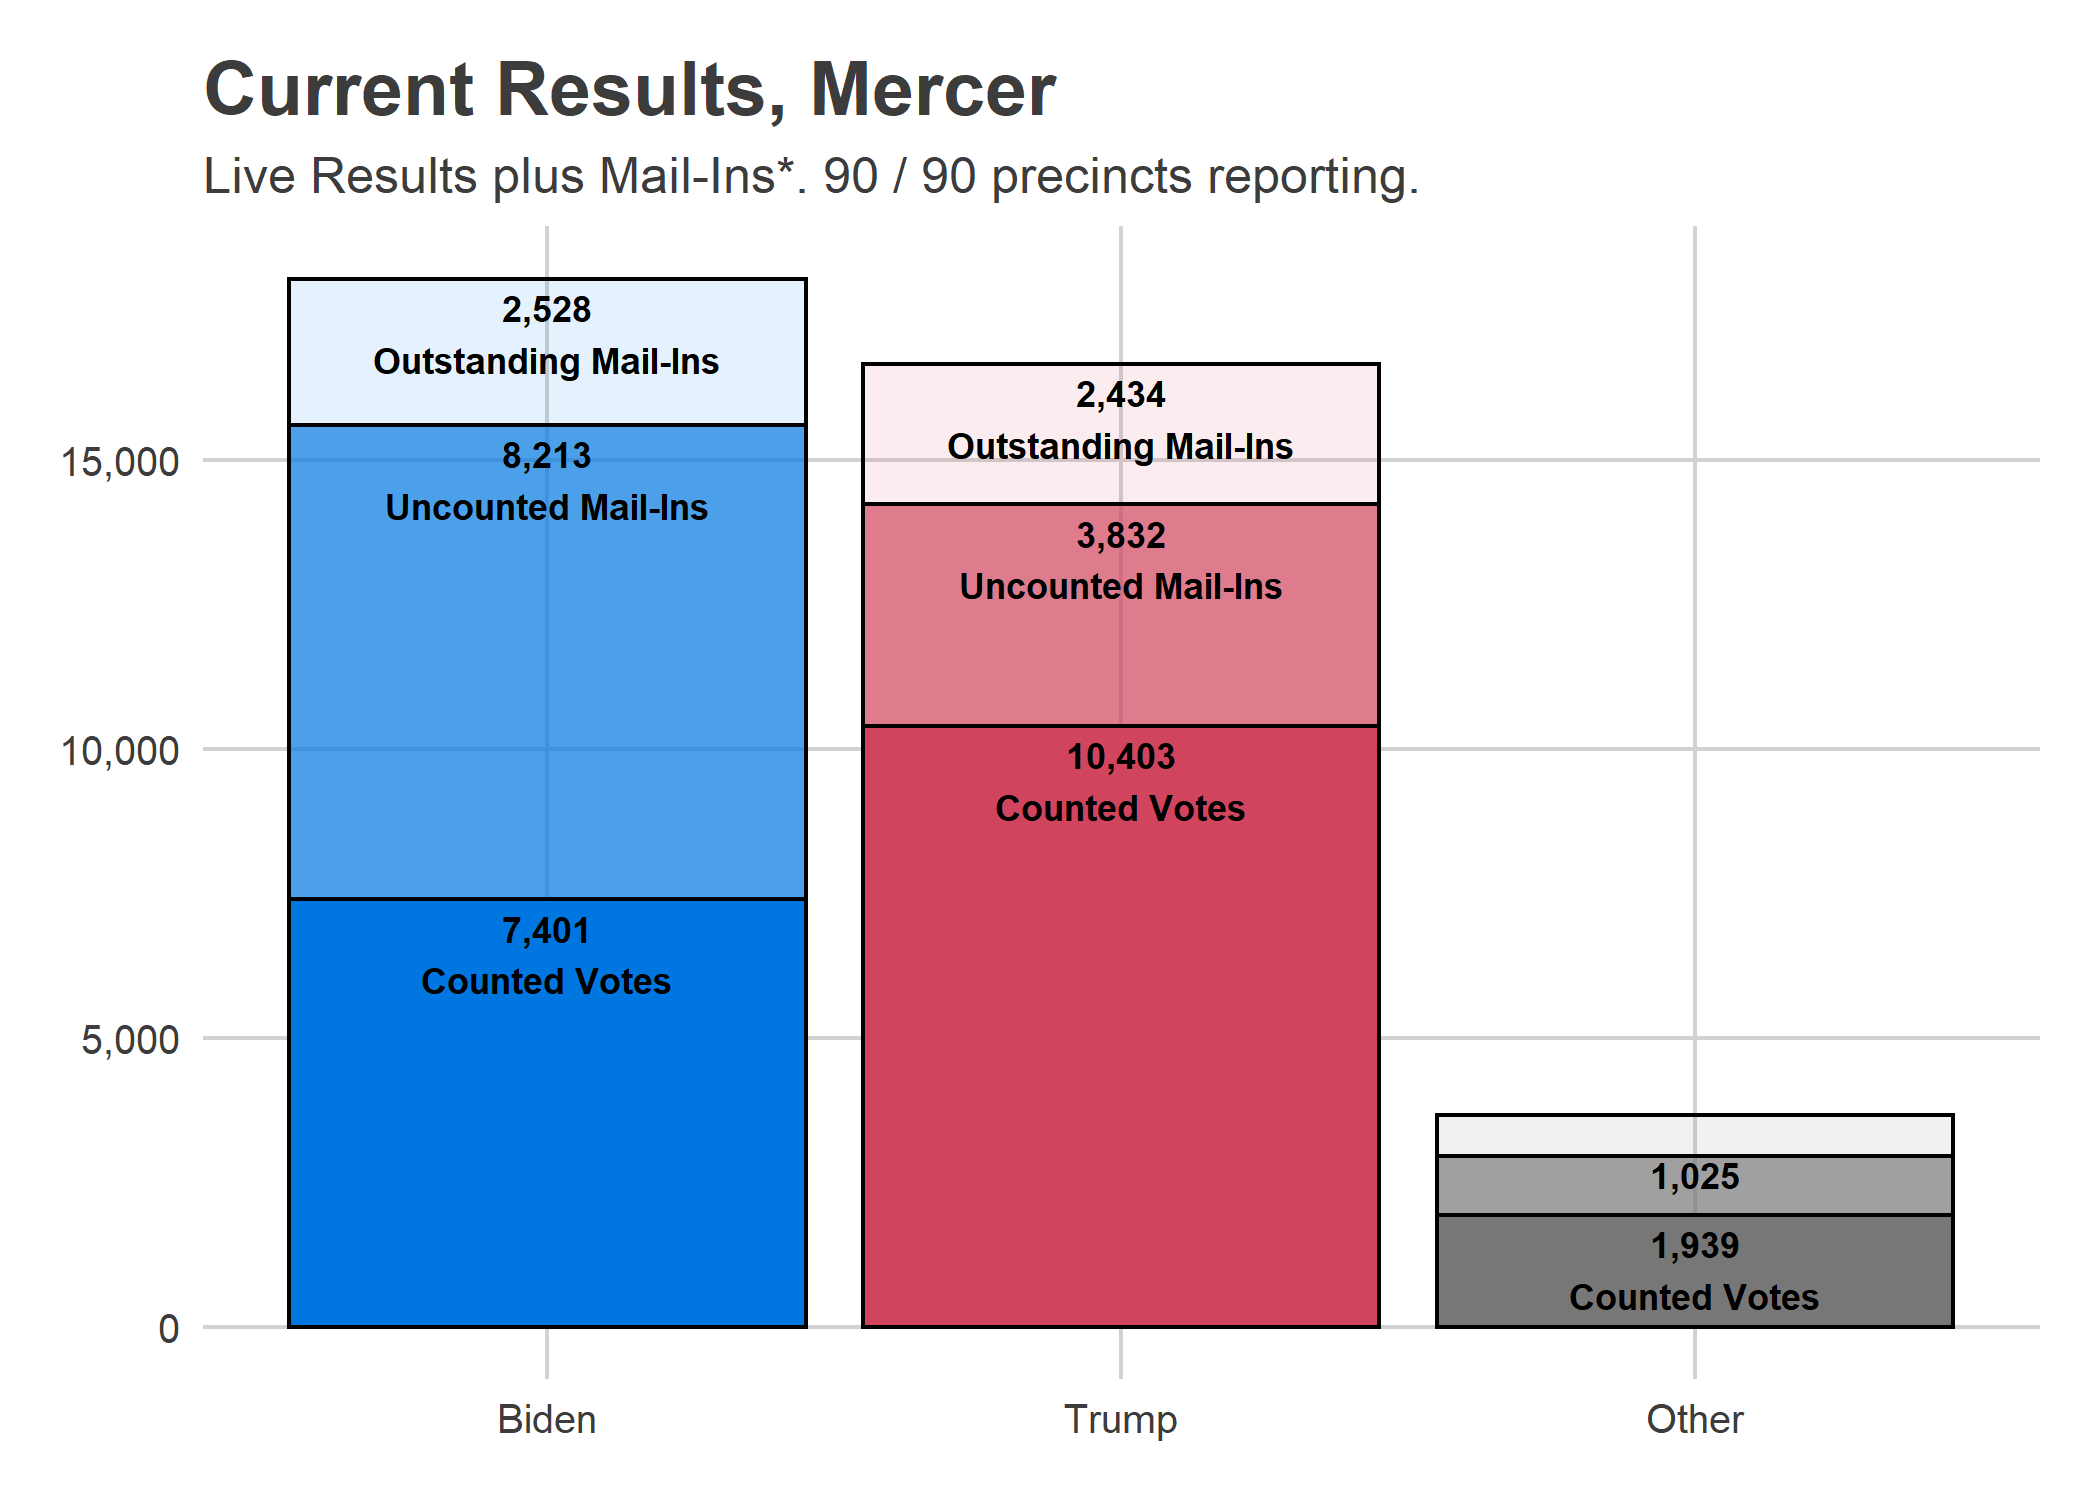 Current Results, Mercer
Live Results plus Mail-Ins*. 90 / 90 precincts reporting.
2,528
Outstanding Mail-Ins
2,434
Outstanding Mail-Ins
15,000
8,213
Uncounted Mail-Ins
3,832
Uncounted Mail-Ins
10,000
10,403
Counted Votes
7,401
Counted Votes
5,000
1,025
1,939
Counted Votes
0
Biden
Trump
Other